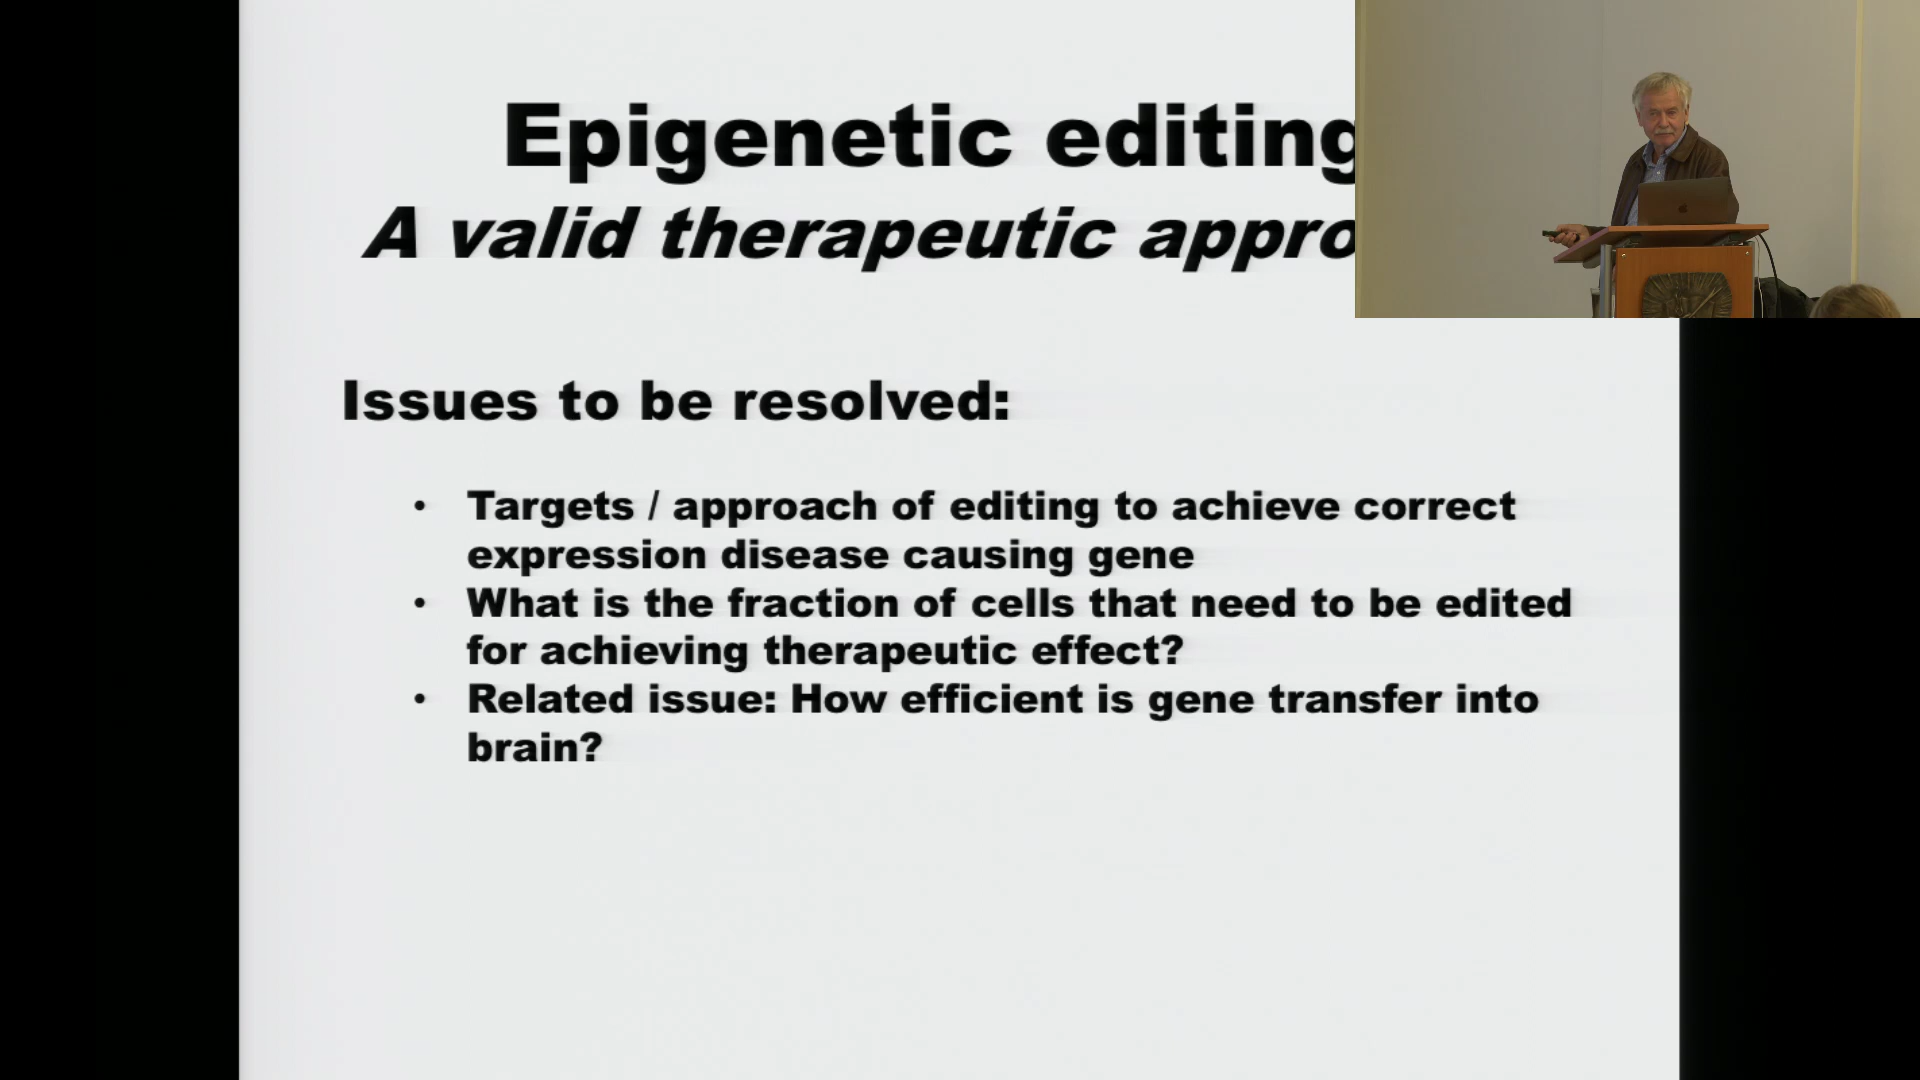 Epigenetic editing
A valid therapeutic appro
Issues to be resolved:
• Targets / approach of editing to achieve correct
expression disease causing gene
• What is the fraction of cells that need to be edited
for achieving therapeutic effect?
• Related issue: How efficient is gene transfer into
brain?